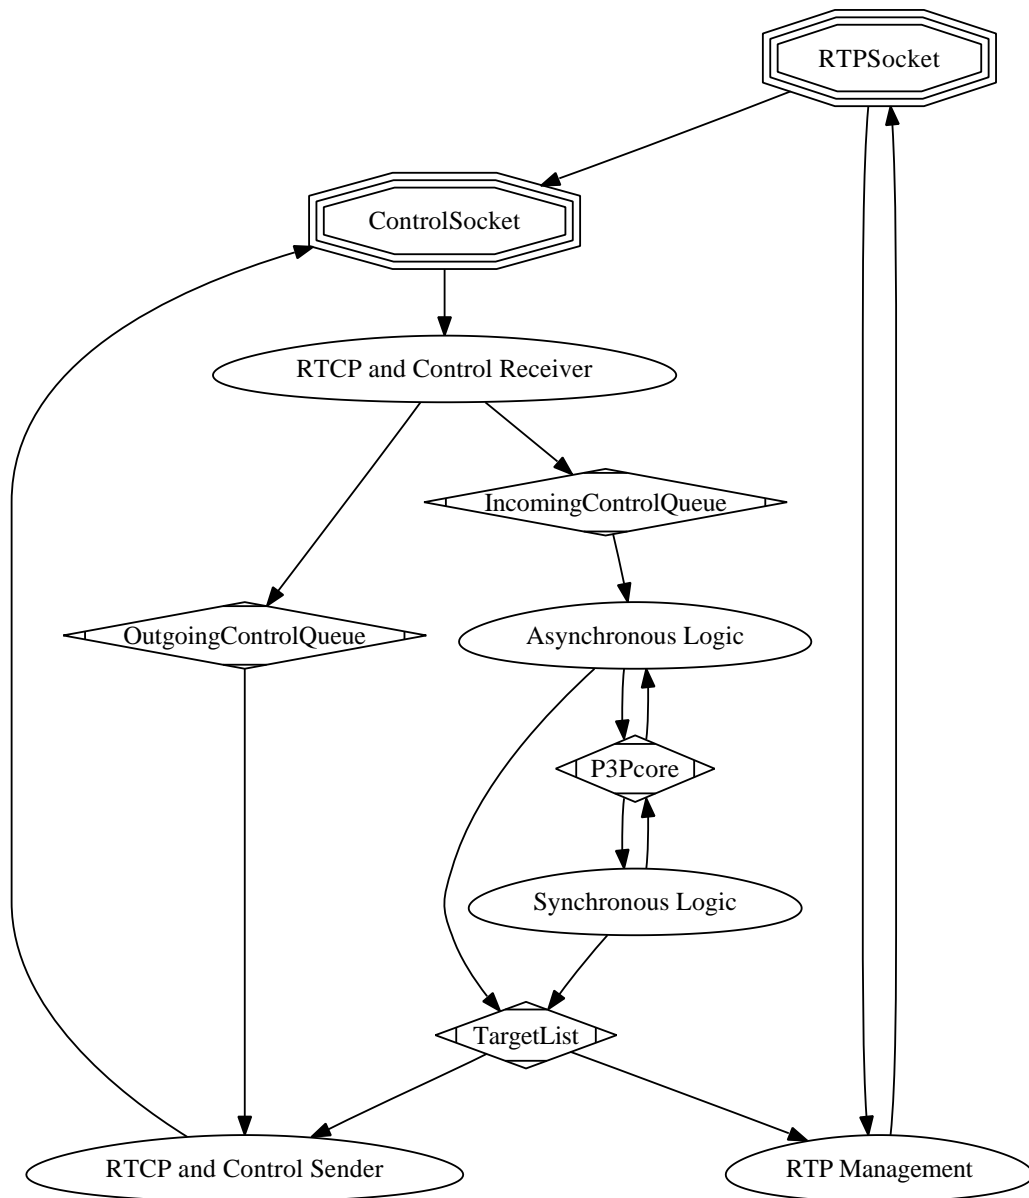 RTPSocket
ControlSocket
RTCP and Control Receiver
IncomingControlQueue
OutgoingControlQueue
Asynchronous Logic
P3Pcore
Synchronous Logic
TargetList
RTCP and Control Sender
RTP Management